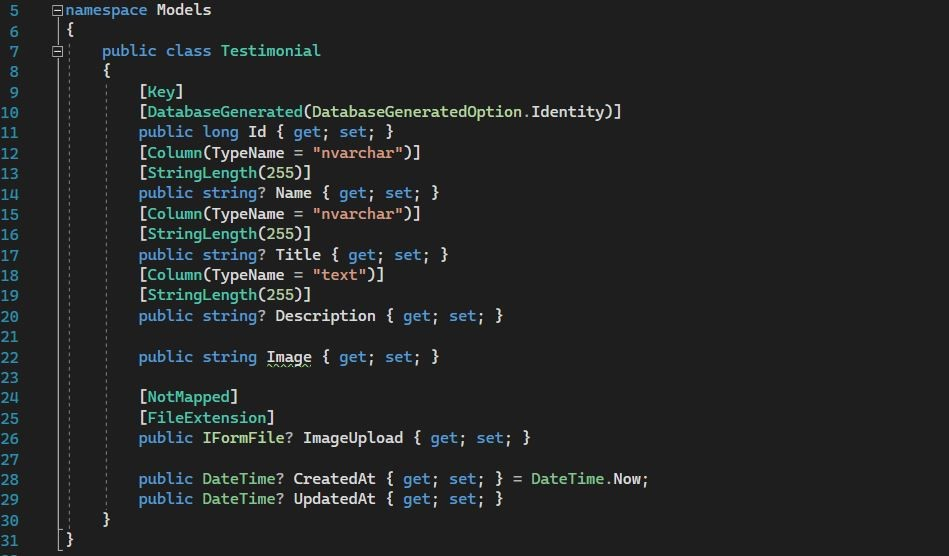 5 namespace Models
6 {
7 public class Testimonial
8 {
9 [Key]
10 [DatabaseGenerated(DatabaseGeneratedOption.Identity)]
11 public long Id { get; set; }
12 [Column(TypeName = "nvarchar")]
13 [StringLength(255)]
14 public string? Name { get; set; }
15 [Column(TypeName = "nvarchar")]
16 [StringLength(255)]
17 public string? Title { get; set; }
18 [Column(TypeName = "text")]
19 [StringLength(255)]
20 public string? Description { get; set; }
21
22 public string Image { get; set; }
23
24 [NotMapped]
25 [FileExtension]
26 public IFormFile? ImageUpload { get; set; }
27
28 public DateTime? CreatedAt { get; set; } = DateTime.Now;
29 public DateTime? UpdatedAt { get; set; }
30 }
31 }